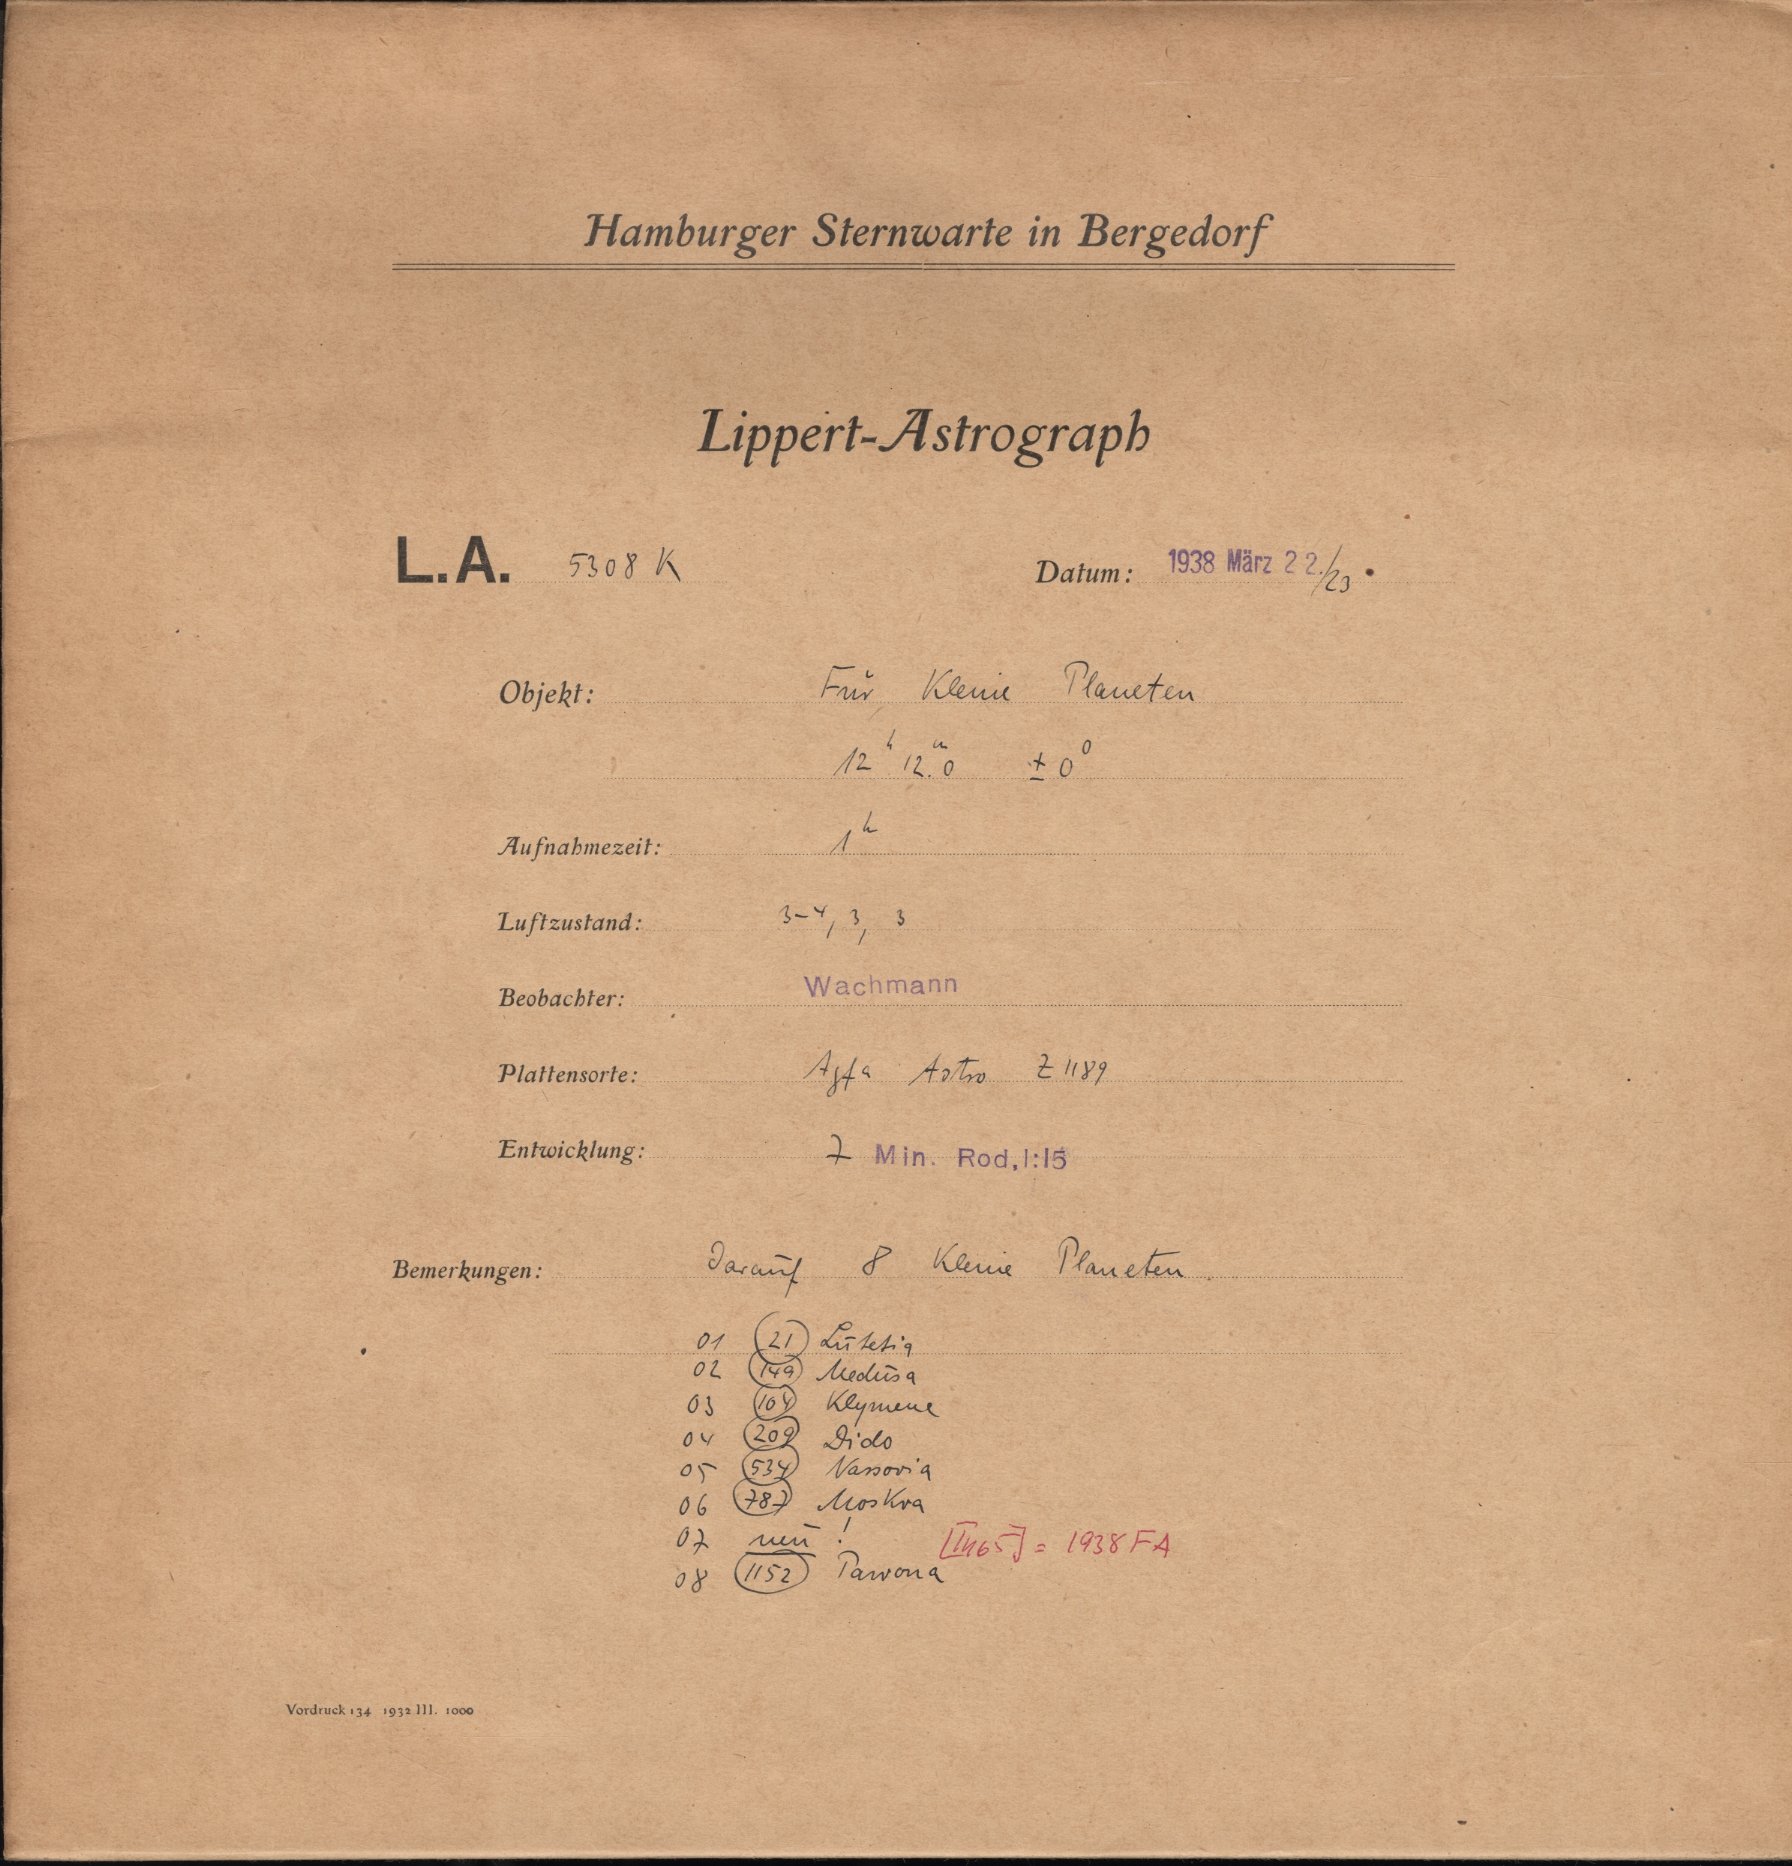 Hamburger Sternwarte in Bergedorf
Lippert-Astrograph
L.A. 5308 K
Datum: 1938 März 22./23
Objekt: Für Kleine Planeten
12h 12m.0 ± 0°
Aufnahmezeit: 1h
Luftzustand: 3-4, 3, 3
Beobachter: Wachmann
Plattensorte: Agfa Astro Z 1189
Entwicklung: 7 Min. Rod. 1:15
Bemerkungen: Darauf 8 Kleine Planeten.
01 21 Lutetia
02 149 Medusa
03 104 Klymene
04 209 Dido
05 534 Nassovia
06 787 Moskva
07 neu! = 1938 FA
08 1152 Pawona
Vordruck 134 1932 III. 1000